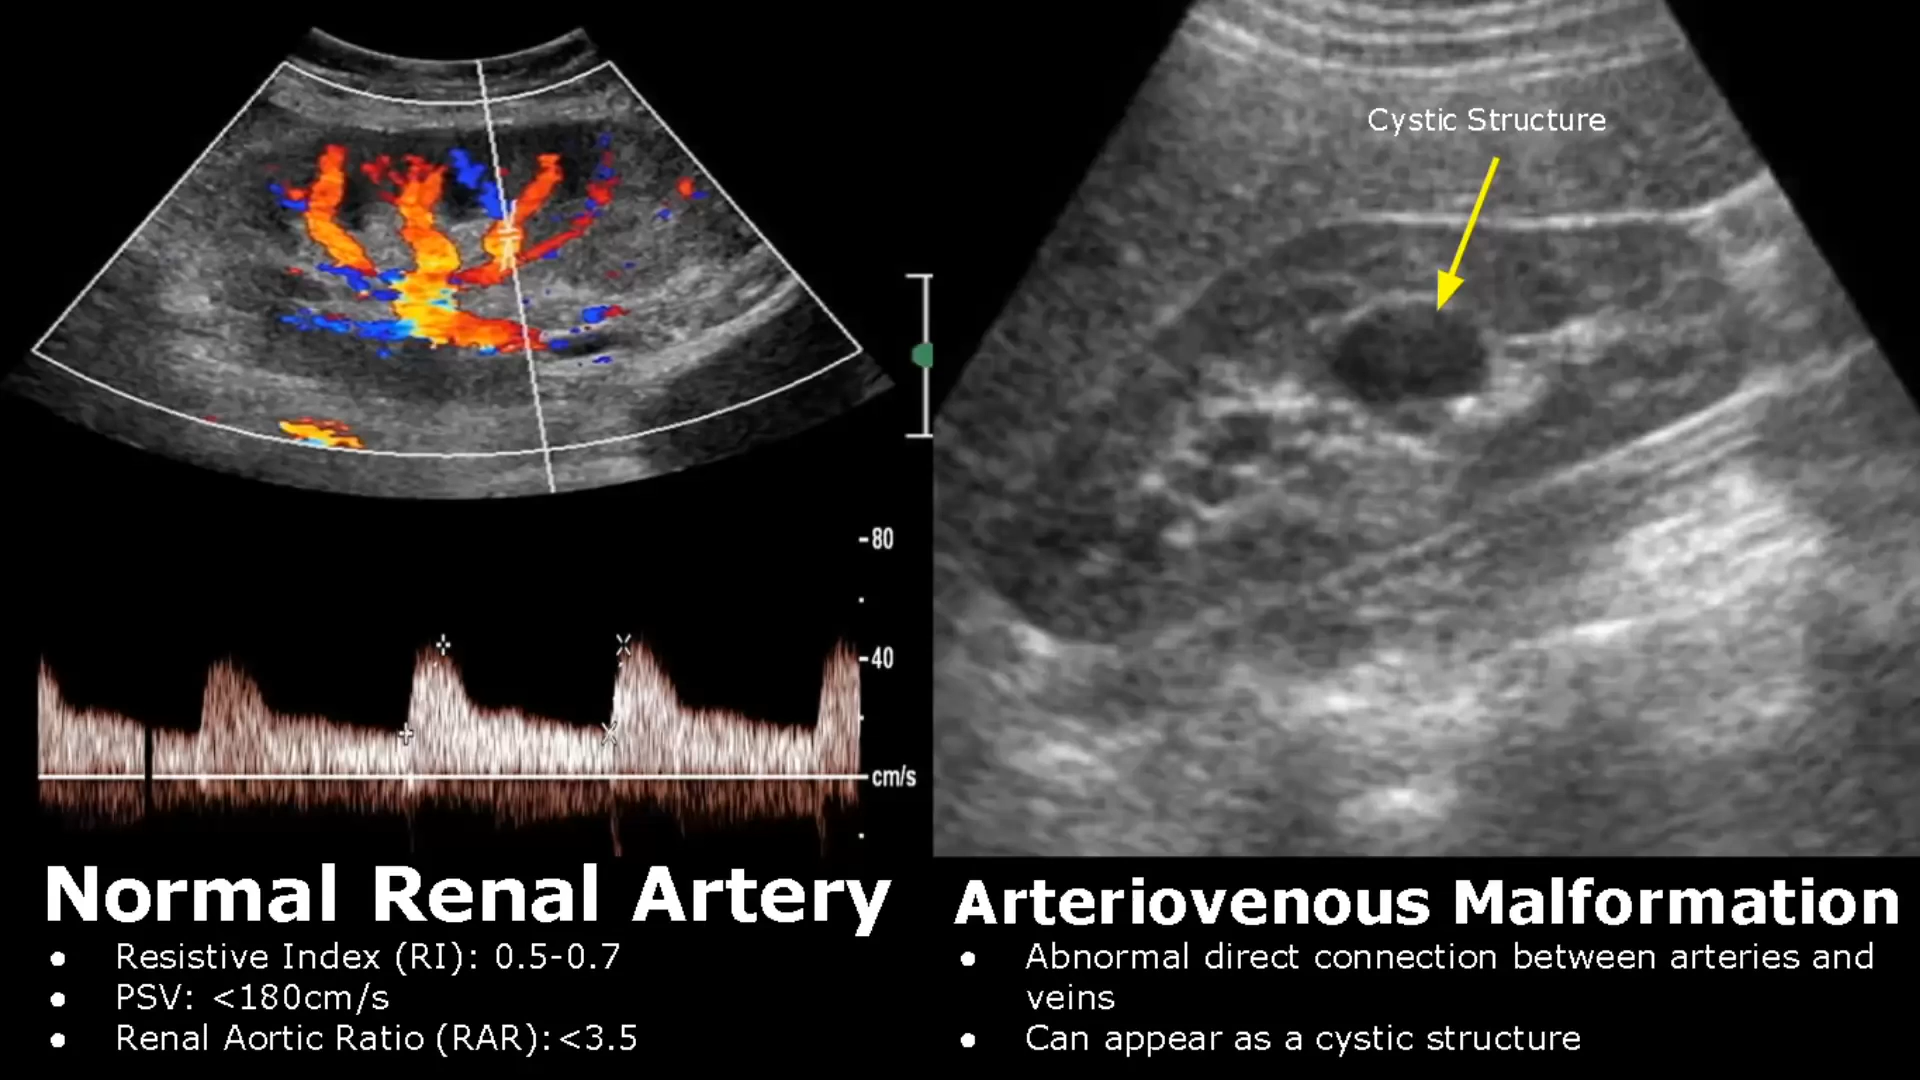 Cystic Structure
-80
-40
cm/s
Normal Renal Artery
● Resistive Index (RI): 0.5-0.7
● PSV: <180cm/s
● Renal Aortic Ratio (RAR):<3.5
Arteriovenous Malformation
● Abnormal direct connection between arteries and
veins
● Can appear as a cystic structure